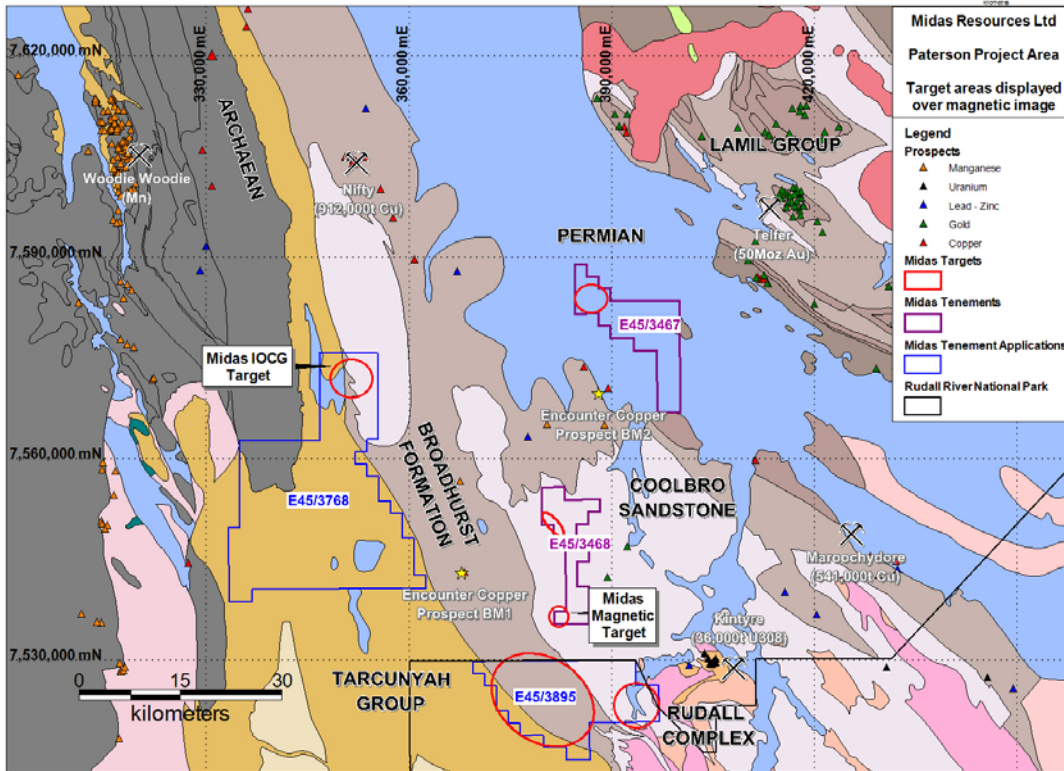 kilometre
Midas Resources Ltd
Paterson Project Area
Target areas displayed
over magnetic image
Legend
Prospects
Manganese
Uranium
Lead - Zinc
Gold
Copper
Midas Targets
Midas Tenements
Midas Tenement Applications
Rudall River National Park
7,620,000 mN
330,000 mE
360,000 mE
390,000 mE
420,000 mE
ARCHAEAN
LAMIL GROUP
Woodie Woodie
(Mn)
Nifty
(912,000t Cu)
Telfer
(50Moz Au)
7,590,000 mN
PERMIAN
E45/3467
Midas IOCG
Target
Encounter Copper
Prospect BM2
7,560,000 mN
BROADHURST
FORMATION
COOLBRO
SANDSTONE
E45/3768
E45/3468
Maroochydore
(541,000t Cu)
Encounter Copper
Prospect BM1
Midas
Magnetic
Target
Kintyre
(36,000t U308)
7,530,000 mN
0 15 30
kilometers
TARCUNYAH
GROUP
E45/3895
RUDALL
COMPLEX